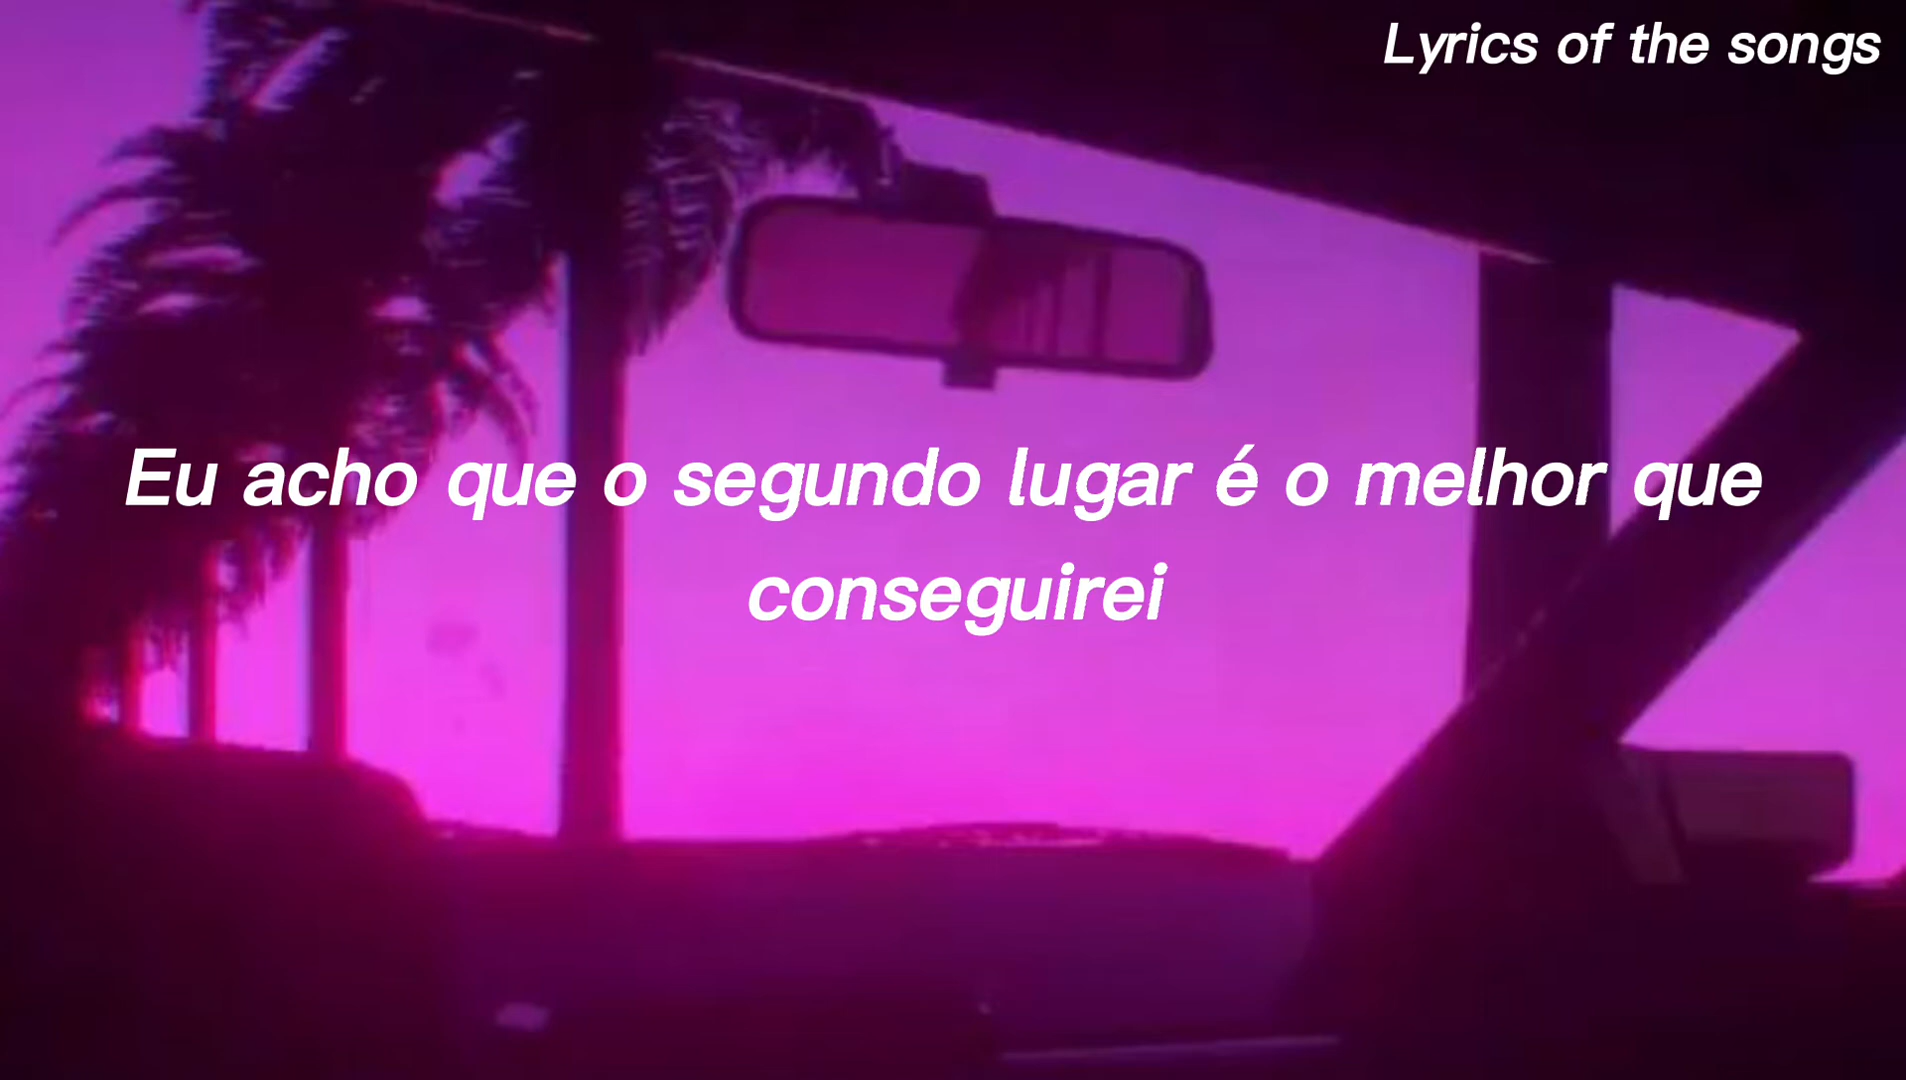 Lyrics of the songs
Eu acho que o segundo lugar é o melhor que
conseguirei